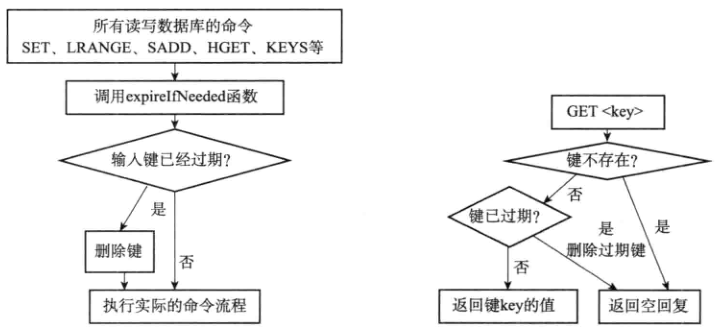 所有读写数据库的命令
SET、LRANGE、SADD、HGET、KEYS等
调用expireIfNeeded函数
输入键已经过期?
是
删除键
否
执行实际的命令流程
GET <key>
键不存在?
否
键已过期?
是
删除过期键
是
否
返回键key的值
返回空回复